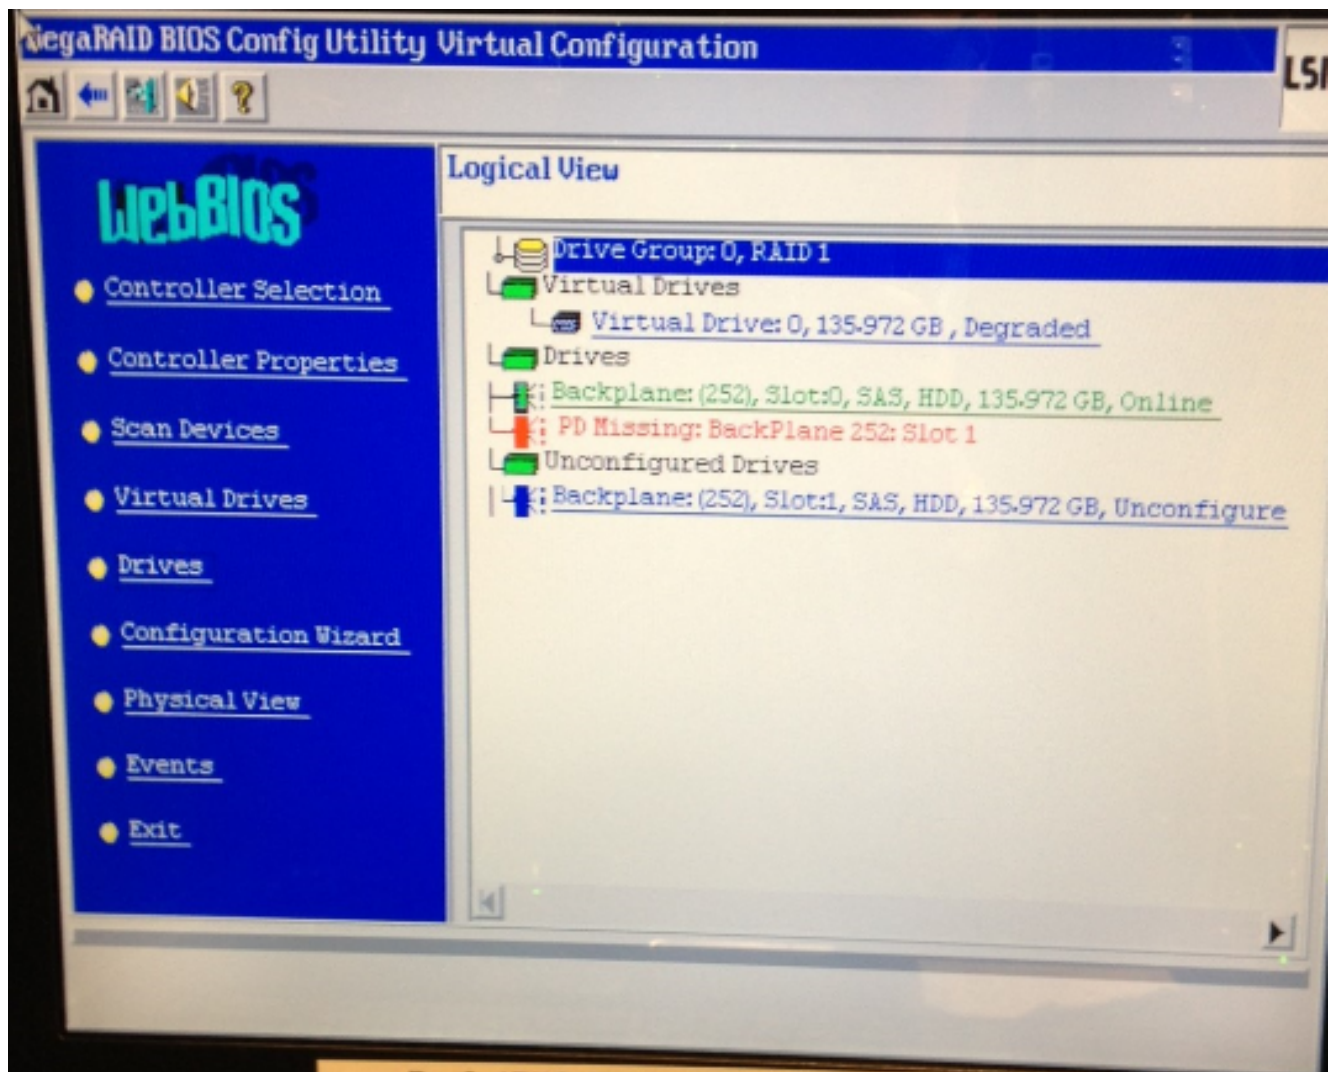 MegaRAID BIOS Config Utility Virtual Configuration
LSI
?
WebBIOS
Logical View
Controller Selection
Controller Properties
Scan Devices
Virtual Drives
Drives
Configuration Wizard
Physical View
Events
Exit
Drive Group: 0, RAID 1
Virtual Drives
Virtual Drive: 0, 135.972 GB, Degraded
Drives
Backplane: (252), Slot:0, SAS, HDD, 135.972 GB, Online
PD Missing: BackPlane 252: Slot 1
Unconfigured Drives
Backplane: (252), Slot:1, SAS, HDD, 135.972 GB, Unconfigure